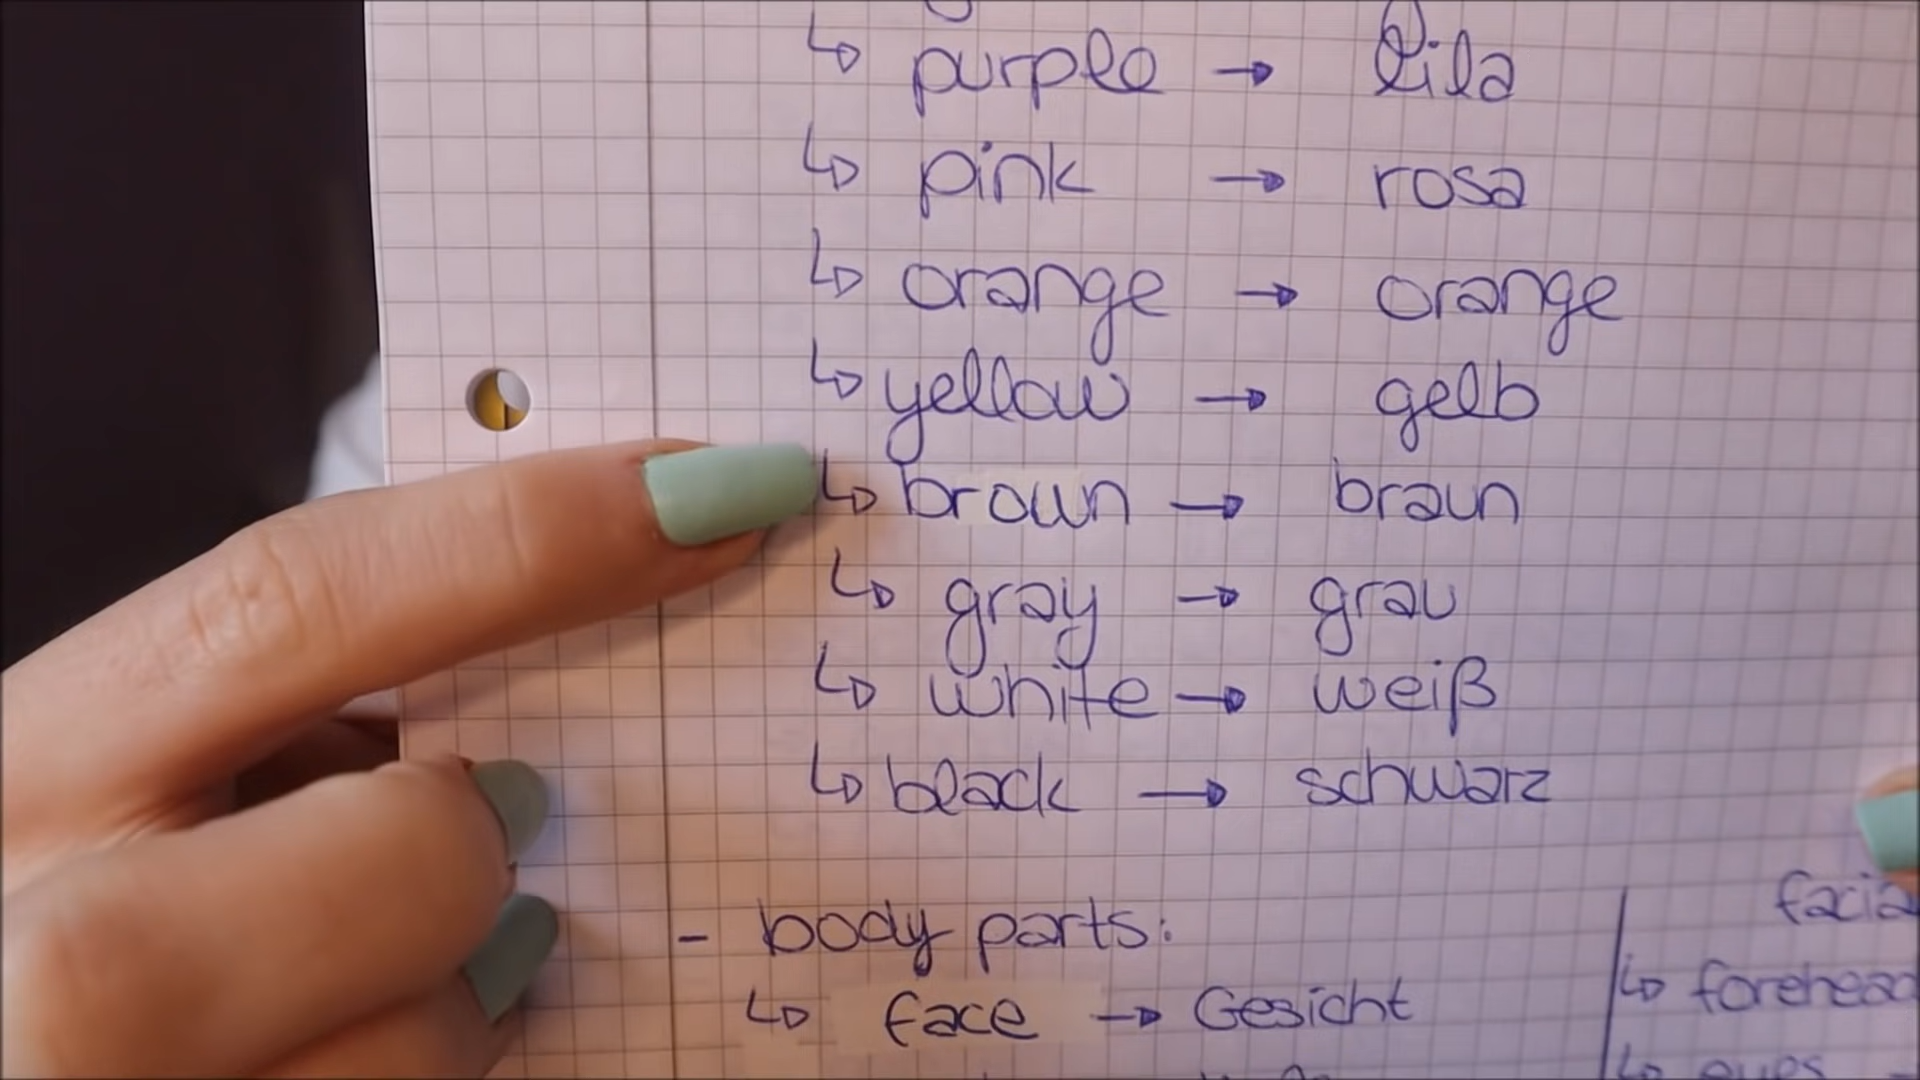 ↳ purple → lila
↳ pink → rosa
↳ orange → orange
↳ yellow → gelb
↳ brown → braun
↳ gray → grau
↳ white → weiß
↳ black → schwarz
- body parts:
↳ face → Gesicht
↳ forehead